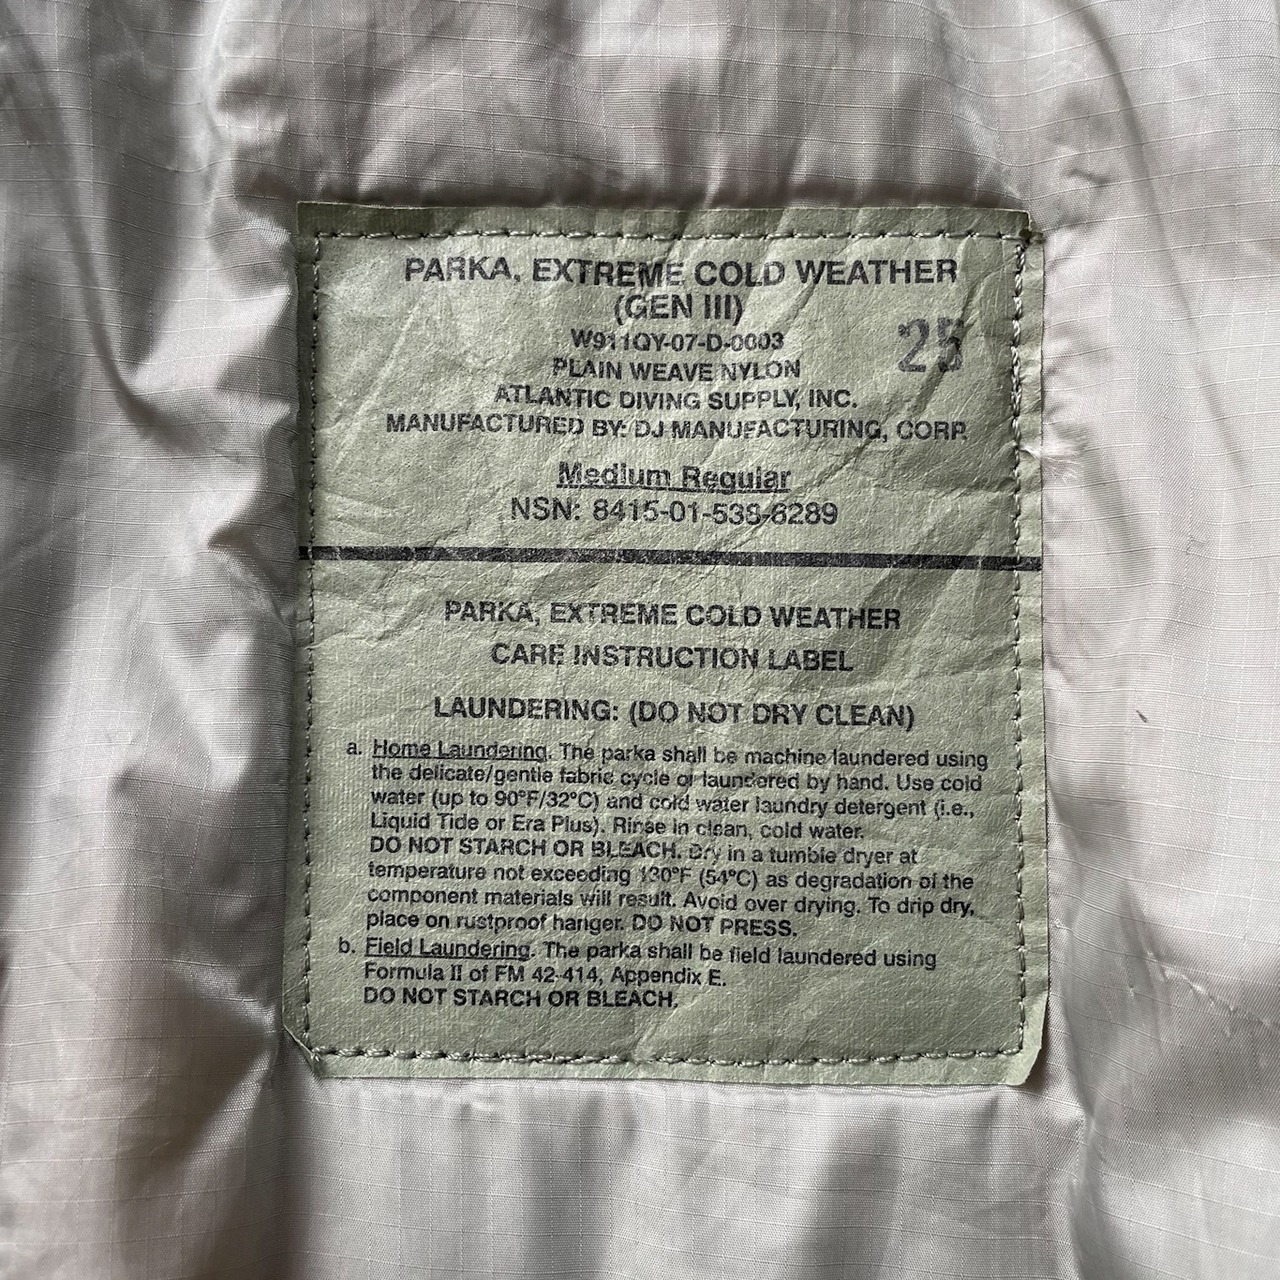 PARKA, EXTREME COLD WEATHER
(GEN III)
W911QY-07-D-0003
25
PLAIN WEAVE NYLON
ATLANTIC DIVING SUPPLY, INC.
MANUFACTURED BY: DJ MANUFACTURING, CORP.
Medium Regular
NSN: 8415-01-538-6289
PARKA, EXTREME COLD WEATHER
CARE INSTRUCTION LABEL
LAUNDERING: (DO NOT DRY CLEAN)
a. Home Laundering. The parka shall be machine laundered using
the delicate/gentle fabric cycle or laundered by hand. Use cold
water (up to 90°F/32°C) and cold water laundry detergent (i.e.,
Liquid Tide or Era Plus). Rinse in clean, cold water.
DO NOT STARCH OR BLEACH. Dry in a tumble dryer at
temperature not exceeding 130°F (54°C) as degradation of the
component materials will result. Avoid over drying. To drip dry,
place on rustproof hanger. DO NOT PRESS.
b. Field Laundering. The parka shall be field laundered using
Formula II of FM 42-414, Appendix E.
DO NOT STARCH OR BLEACH.